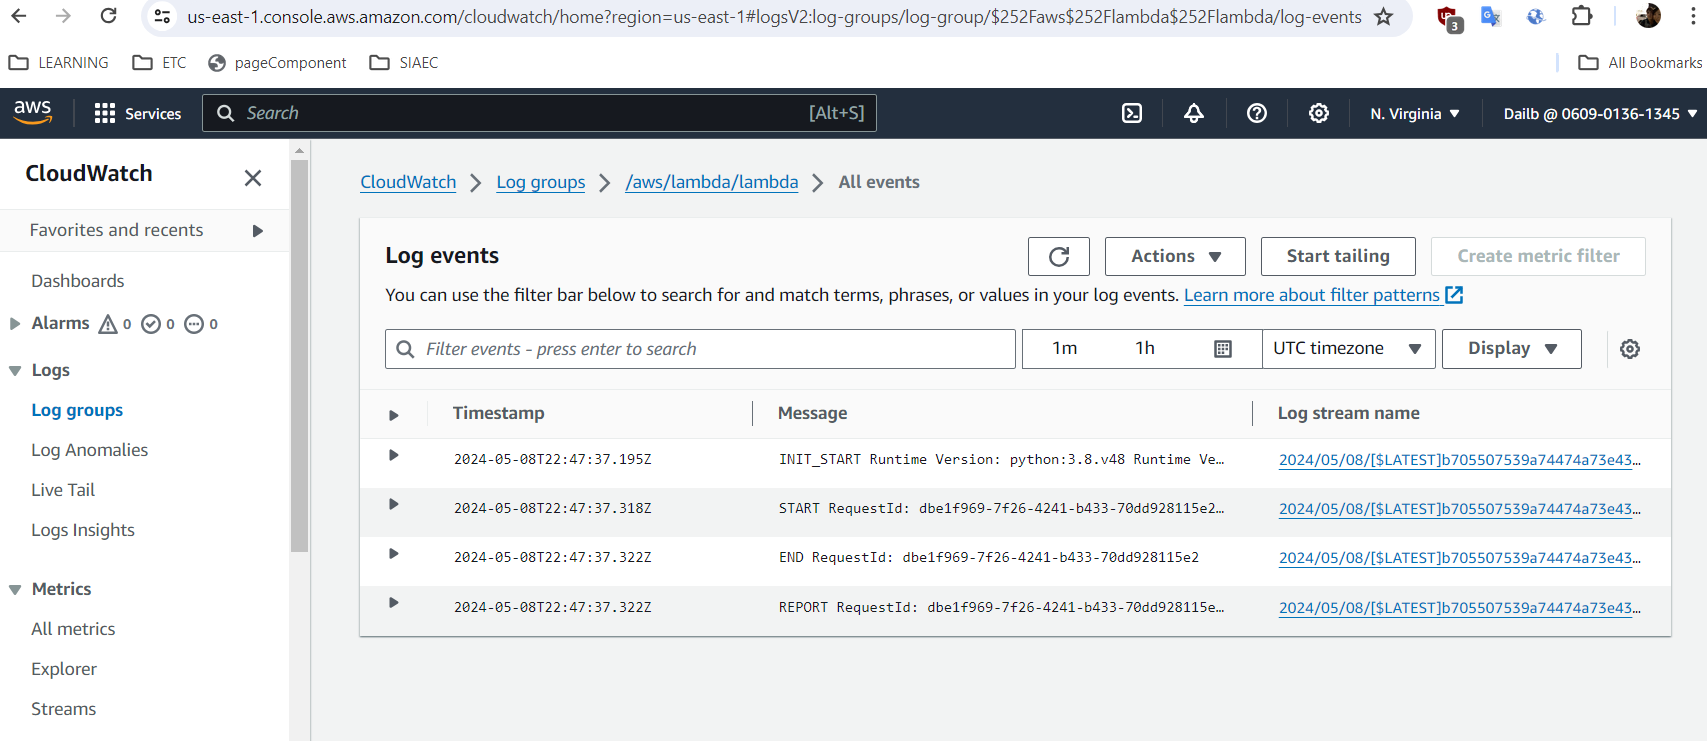 us-east-1.console.aws.amazon.com/cloudwatch/home?region=us-east-1#logsV2:log-groups/log-group/$252Faws$252Flambda$252Flambda/log-events
3
LEARNING ETC pageComponent SIAEC All Bookmarks
aws Services Search [Alt+S] N. Virginia Dailb @ 0609-0136-1345
CloudWatch
Favorites and recents
Dashboards
Alarms 0 0 0
Logs
Log groups
Log Anomalies
Live Tail
Logs Insights
Metrics
All metrics
Explorer
Streams
CloudWatch Log groups /aws/lambda/lambda All events
Log events Actions Start tailing Create metric filter
You can use the filter bar below to search for and match terms, phrases, or values in your log events. Learn more about filter patterns
Filter events - press enter to search 1m 1h UTC timezone Display
Timestamp Message Log stream name
2024-05-08T22:47:37.195Z INIT_START Runtime Version: python:3.8.v48 Runtime Ve… 2024/05/08/[$LATEST]b705507539a74474a73e43…
2024-05-08T22:47:37.318Z START RequestId: dbe1f969-7f26-4241-b433-70dd928115e2… 2024/05/08/[$LATEST]b705507539a74474a73e43…
2024-05-08T22:47:37.322Z END RequestId: dbe1f969-7f26-4241-b433-70dd928115e2 2024/05/08/[$LATEST]b705507539a74474a73e43…
2024-05-08T22:47:37.322Z REPORT RequestId: dbe1f969-7f26-4241-b433-70dd928115e… 2024/05/08/[$LATEST]b705507539a74474a73e43…